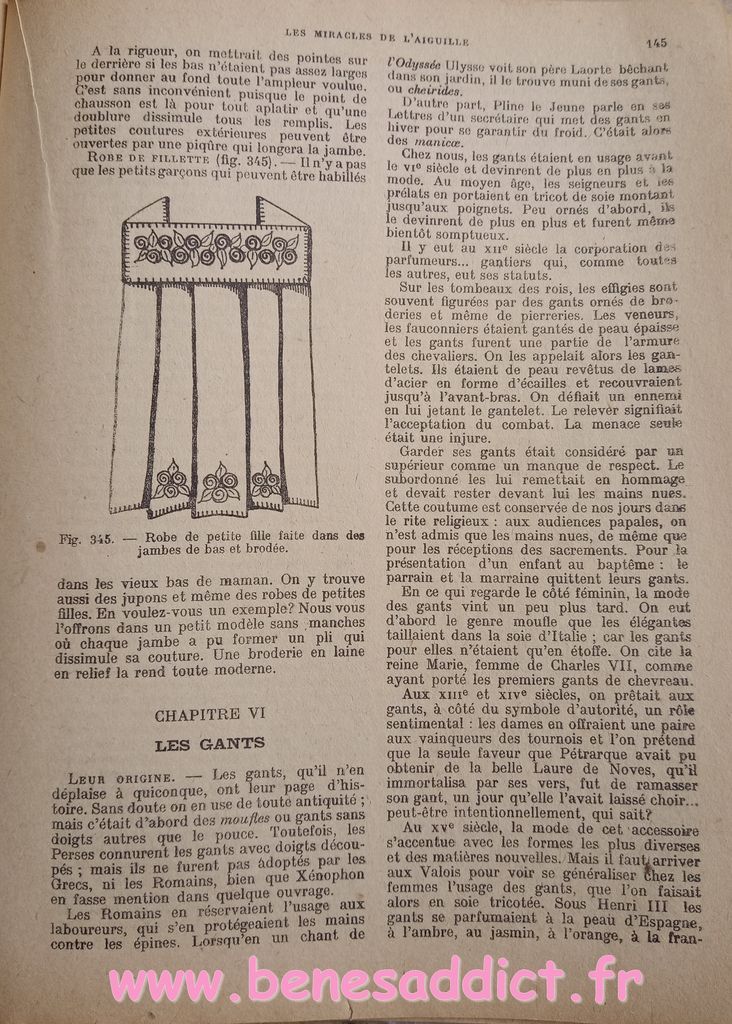 LES MIRACLES DE L'AIGUILLE
145
A la rigueur, on mettrait des pointes sur
le derrière si les bas n'étaient pas assez larges
pour donner au fond toute l'ampleur voulue.
C'est sans inconvénient puisque le point de
chausson est là pour tout aplatir et qu'une
doublure dissimule tous les remplis. Les
petites coutures extérieures peuvent être
ouvertes par une piqûre qui longera la jambe.
ROBE DE FILLETTE (fig. 345). — Il n'y a pas
que les petits garçons qui peuvent être habillés
Fig. 345. — Robe de petite fille faite dans des
jambes de bas et brodée.
dans les vieux bas de maman. On y trouve
aussi des jupons et même des robes de petites
filles. En voulez-vous un exemple? Nous vous
l'offrons dans un petit modèle sans manches
où chaque jambe a pu former un pli qui
dissimule sa couture. Une broderie en laine
en relief la rend toute moderne.
CHAPITRE VI
LES GANTS
LEUR ORIGINE. — Les gants, qu'il n'en
déplaise à quiconque, ont leur page d'his-
toire. Sans doute on en use de toute antiquité ;
mais c'était d'abord des moufles ou gants sans
doigts autres que le pouce. Toutefois, les
Perses connurent les gants avec doigts décou-
pés ; mais ils ne furent pas adoptés par les
Grecs, ni les Romains, bien que Xénophon
en fasse mention dans quelque ouvrage.
Les Romains en réservaient l'usage aux
laboureurs, qui s'en protégeaient les mains
contre les épines. Lorsqu'en un chant de
l'Odyssée Ulysse voit son père Laorte bêchant
dans son jardin, il le trouve muni de ses gants,
ou cheirides.
D'autre part, Pline le Jeune parle en ses
Lettres d'un secrétaire qui met des gants en
hiver pour se garantir du froid. C'était alors
des manicæ.
Chez nous, les gants étaient en usage avant
le VIe siècle et devinrent de plus en plus à la
mode. Au moyen âge, les seigneurs et les
prélats en portaient en tricot de soie montant
jusqu'aux poignets. Peu ornés d'abord, ils
le devinrent de plus en plus et furent même
bientôt somptueux.
Il y eut au XIIe siècle la corporation des
parfumeurs... gantiers qui, comme toutes
les autres, eut ses statuts.
Sur les tombeaux des rois, les effigies sont
souvent figurées par des gants ornés de bro-
deries et même de pierreries. Les veneurs,
les fauconniers étaient gantés de peau épaisse
et les gants furent une partie de l'armure
des chevaliers. On les appelait alors les gan-
telets. Ils étaient de peau revêtus de lames
d'acier en forme d'écailles et recouvraient
jusqu'à l'avant-bras. On défiait un ennemi
en lui jetant le gantelet. Le relever signifiait
l'acceptation du combat. La menace seule
était une injure.
Garder ses gants était considéré par un
supérieur comme un manque de respect. Le
subordonné les lui remettait en hommage
et devait rester devant lui les mains nues.
Cette coutume est conservée de nos jours dans
le rite religieux : aux audiences papales, on
n'est admis que les mains nues, de même que
pour les réceptions des sacrements. Pour la
présentation d'un enfant au baptême : le
parrain et la marraine quittent leurs gants.
En ce qui regarde le côté féminin, la mode
des gants vint un peu plus tard. On eut
d'abord le genre moufle que les élégantes
taillaient dans la soie d'Italie ; car les gants
pour elles n'étaient qu'en étoffe. On cite la
reine Marie, femme de Charles VII, comme
ayant porté les premiers gants de chevreau.
Aux XIIIe et XIVe siècles, on prêtait aux
gants, à côté du symbole d'autorité, un rôle
sentimental : les dames en offraient une paire
aux vainqueurs des tournois et l'on prétend
que la seule faveur que Pétrarque avait pu
obtenir de la belle Laure de Noves, qu'il
immortalisa par ses vers, fut de ramasser
son gant, un jour qu'elle l'avait laissé choir...
peut-être intentionnellement, qui sait?
Au XVe siècle, la mode de cet accessoire
s'accentue avec les formes les plus diverses
et des matières nouvelles. Mais il faut arriver
aux Valois pour voir se généraliser chez les
femmes l'usage des gants, que l'on faisait
alors en soie tricotée. Sous Henri III les
gants se parfumaient à la peau d'Espagne,
à l'ambre, au jasmin, à l'orange, à la fran-
www.benesaddict.fr